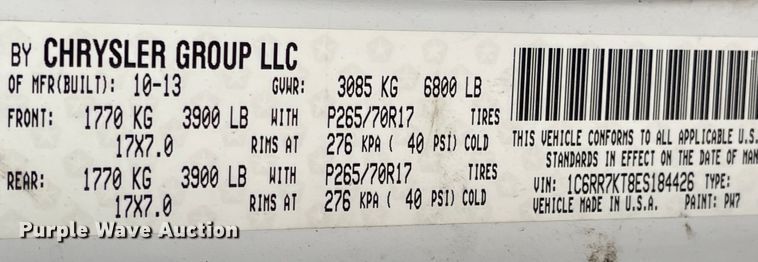 BY CHRYSLER GROUP LLC
OF MFR(BUILT): 10-13 GVWR: 3085 KG 6800 LB
FRONT: 1770 KG 3900 LB WITH P265/70R17 TIRES
17X7.0 RIMS AT 276 KPA ( 40 PSI) COLD
REAR: 1770 KG 3900 LB WITH P265/70R17 TIRES
17X7.0 RIMS AT 276 KPA ( 40 PSI) COLD
THIS VEHICLE CONFORMS TO ALL APPLICABLE U.S.
STANDARDS IN EFFECT ON THE DATE OF MAN
VIN: 1C6RR7KT8ES184426 TYPE:
VEHICLE MADE IN U.S.A. PAINT: PW7
Purple Wave Auction